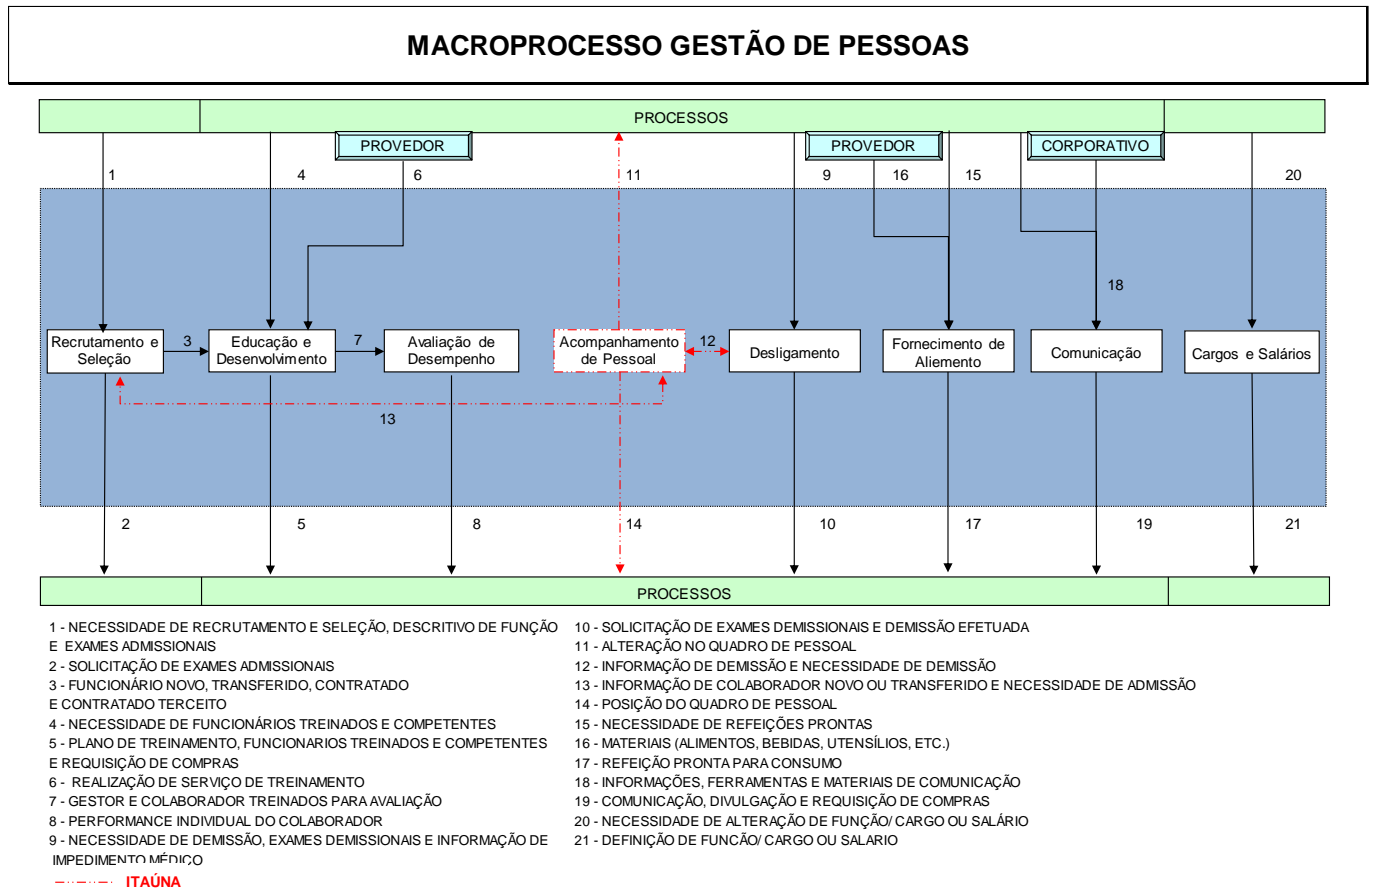 MACROPROCESSO GESTÃO DE PESSOAS
PROCESSOS
PROVEDOR
PROVEDOR
CORPORATIVO
1
4
6
11
9
16
15
20
18
Recrutamento e
Seleção
3
Educação e
Desenvolvimento
7
Avaliação de
Desempenho
Acompanhamento
de Pessoal
12
Desligamento
Fornecimento de
Aliemento
Comunicação
Cargos e Salários
13
2
5
8
14
10
17
19
21
PROCESSOS
1 - NECESSIDADE DE RECRUTAMENTO E SELEÇÃO, DESCRITIVO DE FUNÇÃO
E EXAMES ADMISSIONAIS
2 - SOLICITAÇÃO DE EXAMES ADMISSIONAIS
3 - FUNCIONÁRIO NOVO, TRANSFERIDO, CONTRATADO
E CONTRATADO TERCEITO
4 - NECESSIDADE DE FUNCIONÁRIOS TREINADOS E COMPETENTES
5 - PLANO DE TREINAMENTO, FUNCIONARIOS TREINADOS E COMPETENTES
E REQUISIÇÃO DE COMPRAS
6 - REALIZAÇÃO DE SERVIÇO DE TREINAMENTO
7 - GESTOR E COLABORADOR TREINADOS PARA AVALIAÇÃO
8 - PERFORMANCE INDIVIDUAL DO COLABORADOR
9 - NECESSIDADE DE DEMISSÃO, EXAMES DEMISSIONAIS E INFORMAÇÃO DE
IMPEDIMENTO MÉDICO
10 - SOLICITAÇÃO DE EXAMES DEMISSIONAIS E DEMISSÃO EFETUADA
11 - ALTERAÇÃO NO QUADRO DE PESSOAL
12 - INFORMAÇÃO DE DEMISSÃO E NECESSIDADE DE DEMISSÃO
13 - INFORMAÇÃO DE COLABORADOR NOVO OU TRANSFERIDO E NECESSIDADE DE ADMISSÃO
14 - POSIÇÃO DO QUADRO DE PESSOAL
15 - NECESSIDADE DE REFEIÇÕES PRONTAS
16 - MATERIAIS (ALIMENTOS, BEBIDAS, UTENSÍLIOS, ETC.)
17 - REFEIÇÃO PRONTA PARA CONSUMO
18 - INFORMAÇÕES, FERRAMENTAS E MATERIAIS DE COMUNICAÇÃO
19 - COMUNICAÇÃO, DIVULGAÇÃO E REQUISIÇÃO DE COMPRAS
20 - NECESSIDADE DE ALTERAÇÃO DE FUNÇÃO/ CARGO OU SALÁRIO
21 - DEFINIÇÃO DE FUNCÃO/ CARGO OU SALARIO
ITAÚNA